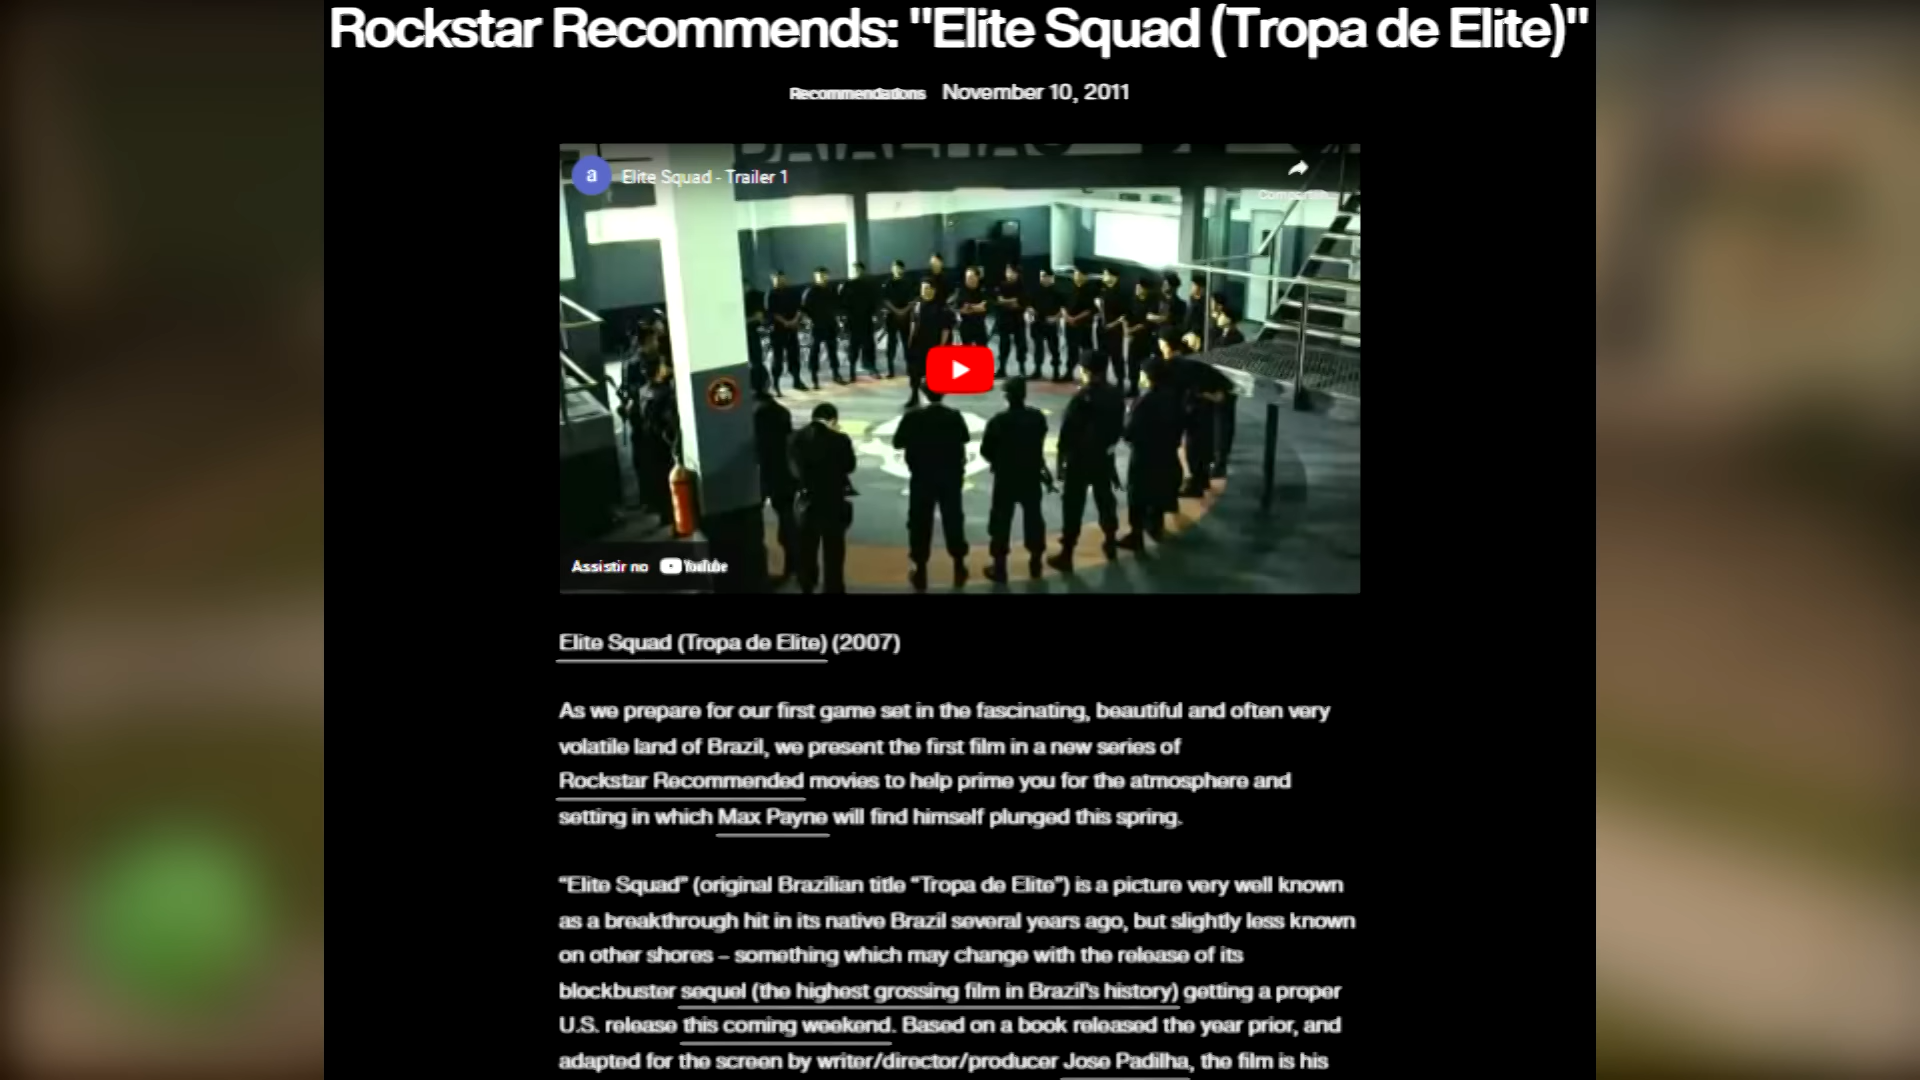 Rockstar Recommends: "Elite Squad (Tropa de Elite)"
Recommendations November 10, 2011
a Elite Squad - Trailer 1
Assistir no YouTube
Elite Squad (Tropa de Elite) (2007)
As we prepare for our first game set in the fascinating, beautiful and often very
volatile land of Brazil, we present the first film in a new series of
Rockstar Recommended movies to help prime you for the atmosphere and
setting in which Max Payne will find himself plunged this spring.
“Elite Squad” (original Brazilian title “Tropa de Elite”) is a picture very well known
as a breakthrough hit in its native Brazil several years ago, but slightly less known
on other shores – something which may change with the release of its
blockbuster sequel (the highest grossing film in Brazil's history) getting a proper
U.S. release this coming weekend. Based on a book released the year prior, and
adapted for the screen by writer/director/producer Jose Padilha, the film is his